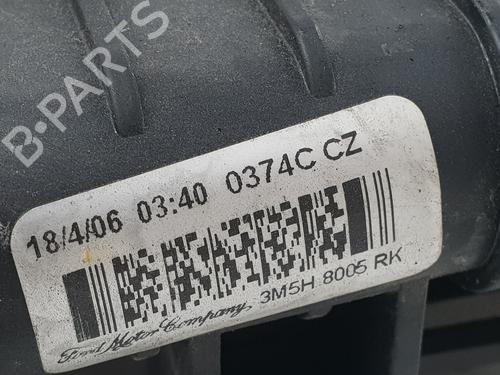 B-PARTS
18/4/06 03:40 0374C CZ
Ford Motor Company 3M5H 8005 RK